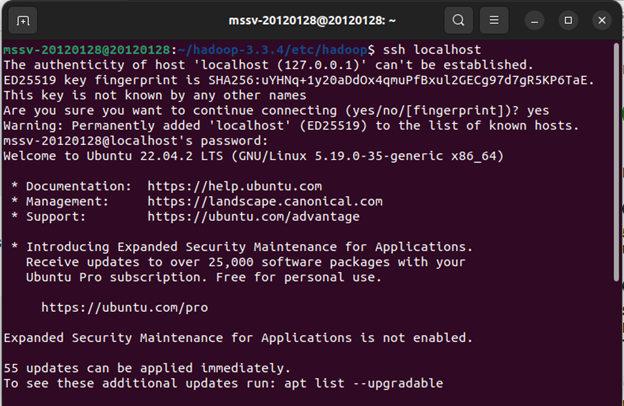 mssv-20120128@20120128: ~
mssv-20120128@20120128:~/hadoop-3.3.4/etc/hadoop$ ssh localhost
The authenticity of host 'localhost (127.0.0.1)' can't be established.
ED25519 key fingerprint is SHA256:uYHNq+1y20aDdOx4qmuPfBxul2GECg97d7gR5KP6TaE.
This key is not known by any other names
Are you sure you want to continue connecting (yes/no/[fingerprint])? yes
Warning: Permanently added 'localhost' (ED25519) to the list of known hosts.
mssv-20120128@localhost's password:
Welcome to Ubuntu 22.04.2 LTS (GNU/Linux 5.19.0-35-generic x86_64)
* Documentation:  https://help.ubuntu.com
* Management:     https://landscape.canonical.com
* Support:        https://ubuntu.com/advantage
* Introducing Expanded Security Maintenance for Applications.
Receive updates to over 25,000 software packages with your
Ubuntu Pro subscription. Free for personal use.
https://ubuntu.com/pro
Expanded Security Maintenance for Applications is not enabled.
55 updates can be applied immediately.
To see these additional updates run: apt list --upgradable